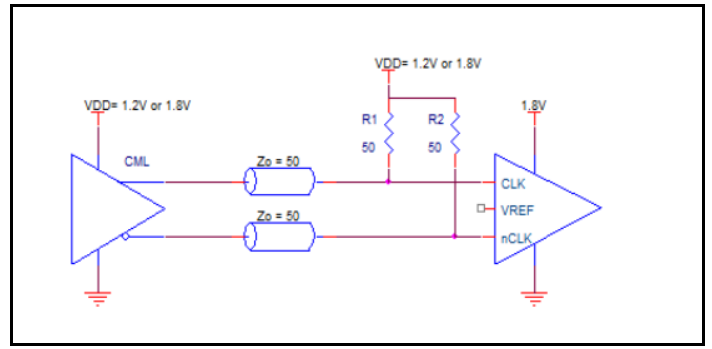 VDD= 1.2V or 1.8V
VDD= 1.2V or 1.8V
1.8V
R1
R2
50
50
CML
Zo = 50
CLK
VREF
Zo = 50
nCLK